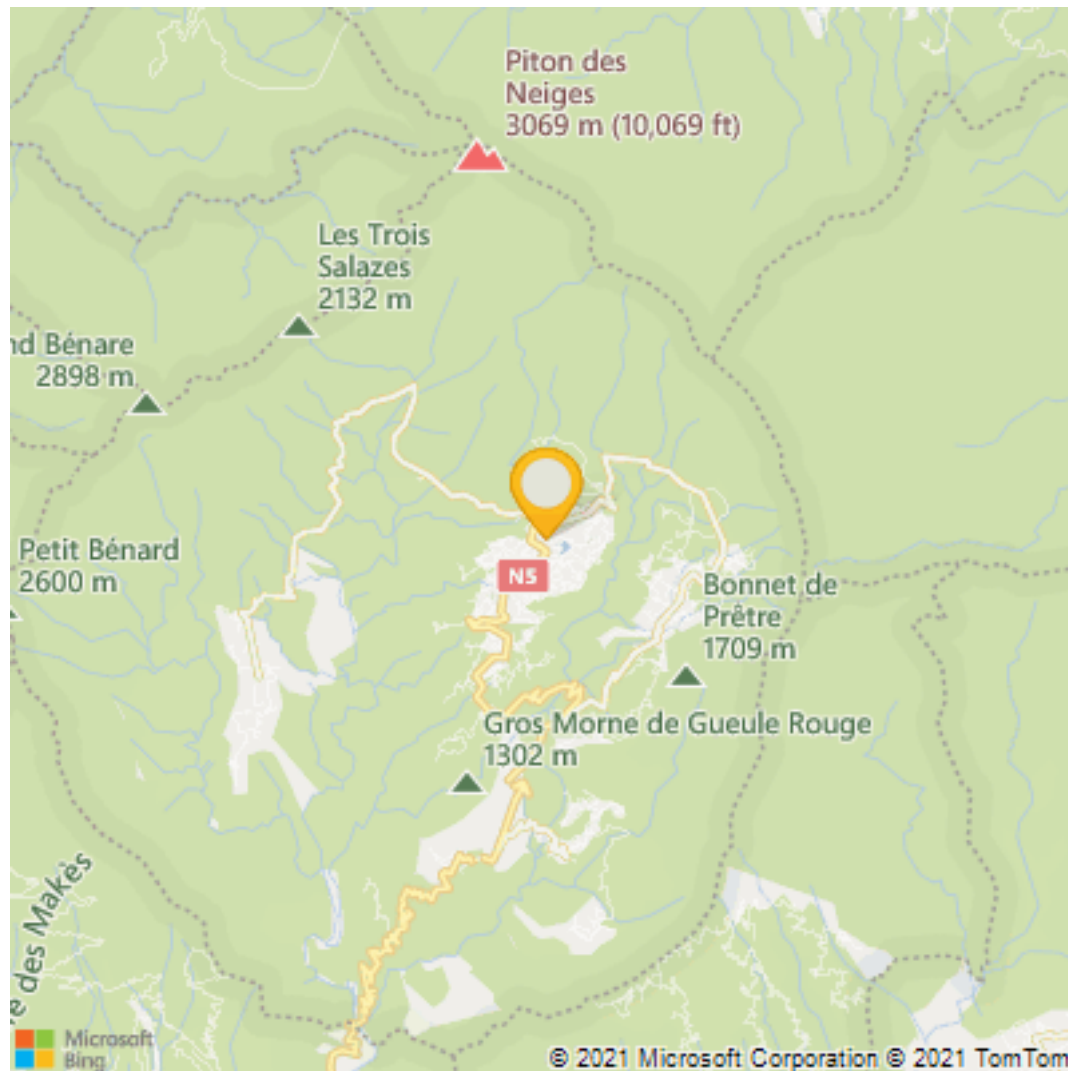 Piton des
Neiges
3069 m (10,069 ft)
Les Trois
Salazes
2132 m
nd Bénare
2898 m
Petit Bénard
2600 m
N5
Bonnet de
Prêtre
1709 m
Gros Morne de Gueule Rouge
1302 m
e des Makès
Microsoft
Bing
© 2021 Microsoft Corporation © 2021 TomTom